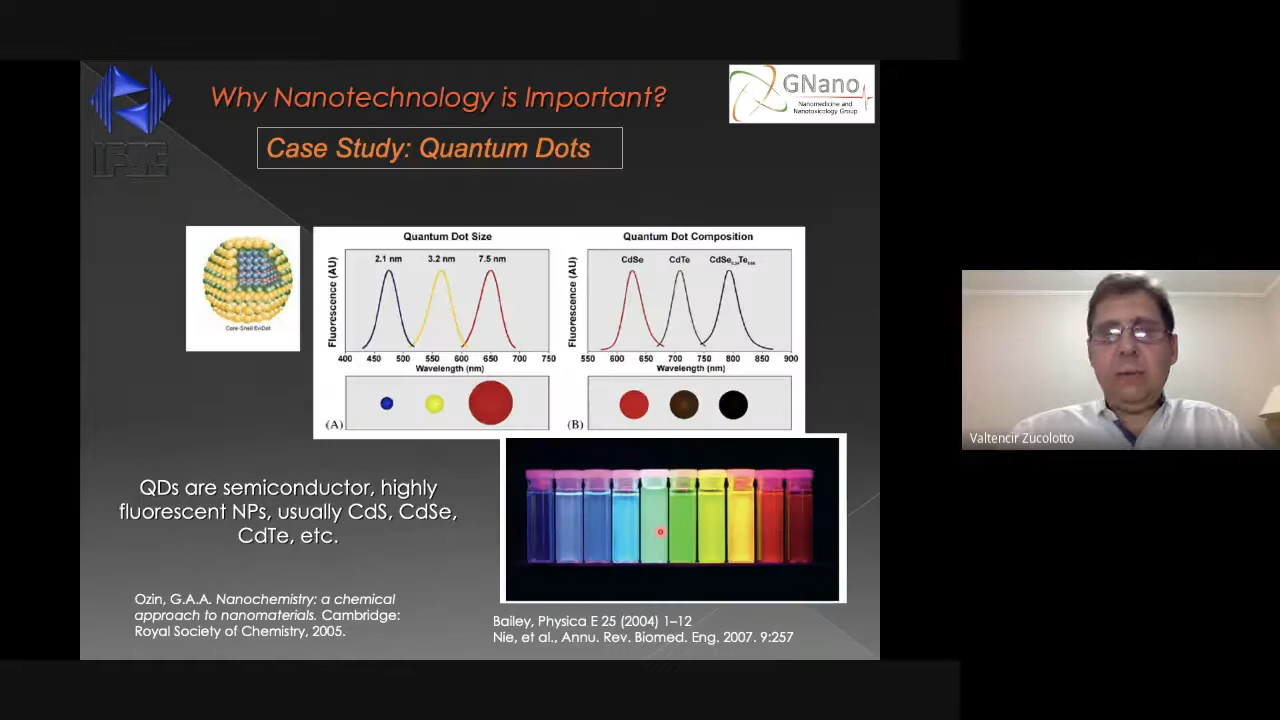 Why Nanotechnology is Important?
Case Study: Quantum Dots
IFSC
GNano
Nanomedicine and
Nanotoxicology Group
Core-Shell EviDot
Quantum Dot Size
2.1 nm 3.2 nm 7.5 nm
Fluorescence (AU)
400 450 500 550 600 650 700 750
Wavelength (nm)
(A)
Quantum Dot Composition
CdSe CdTe
Fluorescence (AU)
550 600 650 700 750 800 850 900
Wavelength (nm)
(B)
QDs are semiconductor, highly
fluorescent NPs, usually CdS, CdSe,
CdTe, etc.
Ozin, G.A.A. Nanochemistry: a chemical
approach to nanomaterials. Cambridge:
Royal Society of Chemistry, 2005.
Bailey, Physica E 25 (2004) 1–12
Nie, et al., Annu. Rev. Biomed. Eng. 2007. 9:257
Valtencir Zucolotto